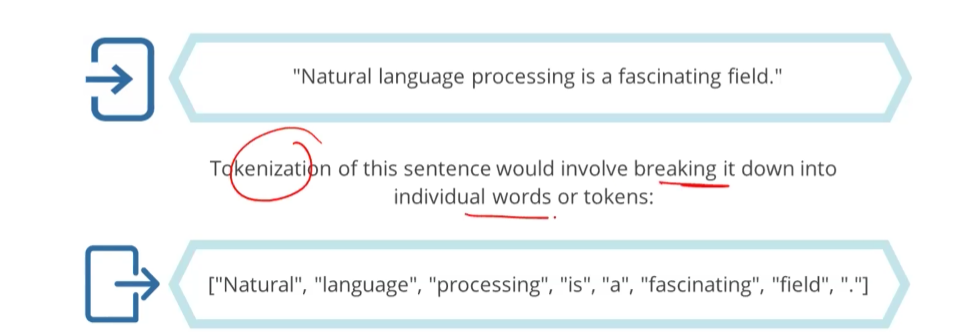 "Natural language processing is a fascinating field."
Tokenization of this sentence would involve breaking it down into
individual words or tokens:
["Natural", "language", "processing", "is", "a", "fascinating", "field", "."]